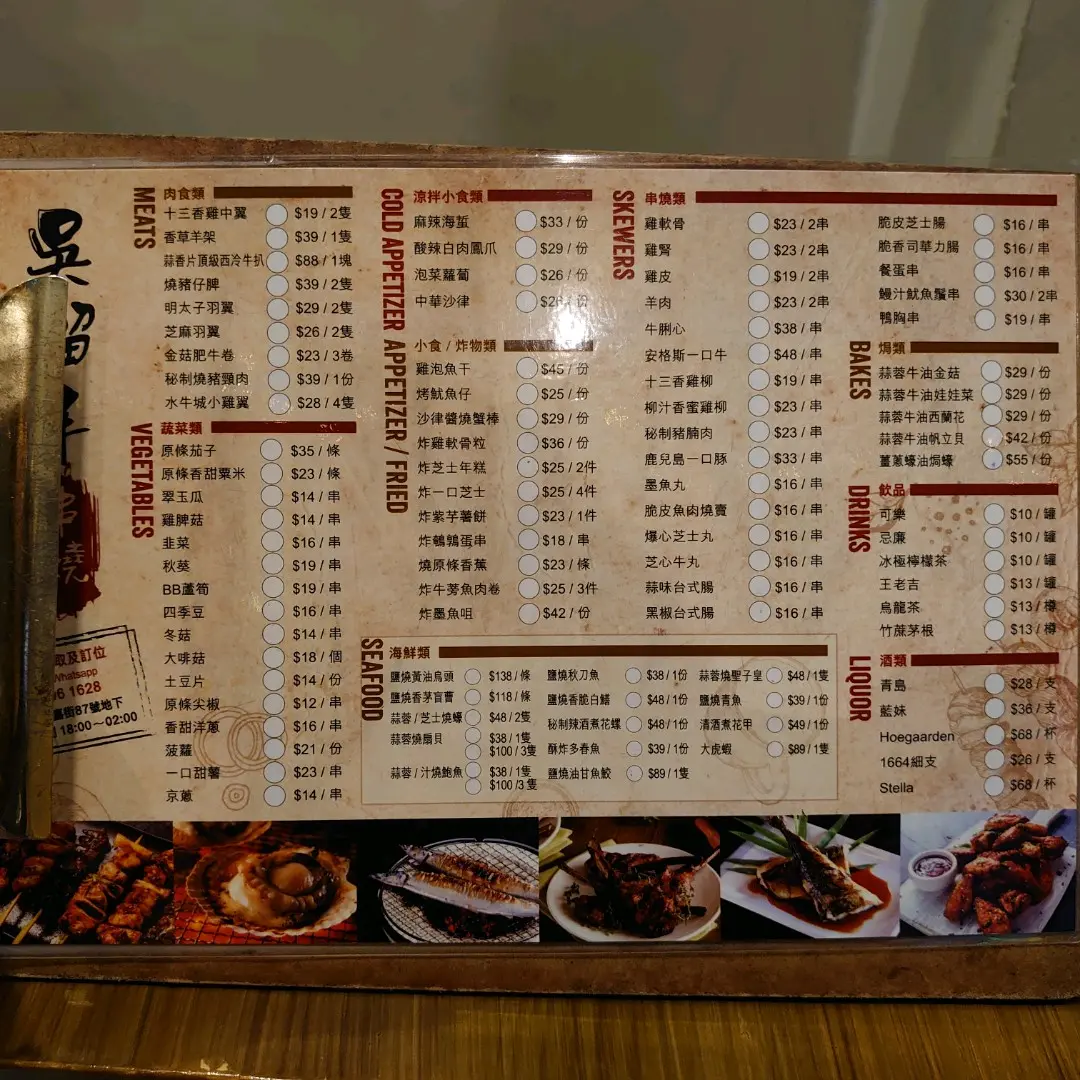 吳
燒
取及訂位
Whatsapp
6 1628
街87號地下
18:00～02:00
MEATS
肉食類
十三香雞中翼 $19 / 2隻
香草羊架 $39 / 1隻
蒜香片頂級西冷牛扒 $88 / 1塊
燒豬仔髀 $39 / 2隻
明太子羽翼 $29 / 2隻
芝麻羽翼 $26 / 2隻
金菇肥牛卷 $23 / 3卷
秘制燒豬頸肉 $39 / 1份
水牛城小雞翼 $28 / 4隻
VEGETABLES
蔬菜類
原條茄子 $35 / 條
原條香甜粟米 $23 / 條
翠玉瓜 $14 / 串
雞脾菇 $14 / 串
韭菜 $16 / 串
秋葵 $19 / 串
BB蘆筍 $19 / 串
四季豆 $16 / 串
冬菇 $14 / 串
大啡菇 $18 / 個
土豆片 $14 / 份
原條尖椒 $12 / 串
香甜洋蔥 $16 / 串
菠蘿 $21 / 份
一口甜薯 $23 / 串
京蔥 $14 / 串
COLD APPETIZER
涼拌小食類
麻辣海蜇 $33 / 份
酸辣白肉鳳爪 $29 / 份
泡菜蘿蔔 $26 / 份
中華沙律 $26 / 份
APPETIZER / FRIED
小食 / 炸物類
雞泡魚干 $45 / 份
烤魷魚仔 $25 / 份
沙律醬燒蟹棒 $29 / 份
炸雞軟骨粒 $36 / 份
炸芝士年糕 $25 / 2件
炸一口芝士 $25 / 4件
炸紫芋薯餅 $23 / 1件
炸鵪鶉蛋串 $18 / 串
燒原條香蕉 $23 / 條
炸牛蒡魚肉卷 $25 / 3件
炸墨魚咀 $42 / 份
SKEWERS
串燒類
雞軟骨 $23 / 2串
雞腎 $23 / 2串
雞皮 $19 / 2串
羊肉 $23 / 2串
牛脷心 $38 / 串
安格斯一口牛 $48 / 串
十三香雞柳 $19 / 串
柳汁香蜜雞柳 $23 / 串
秘制豬腩肉 $23 / 串
鹿兒島一口豚 $33 / 串
墨魚丸 $16 / 串
脆皮魚肉燒賣 $16 / 串
爆心芝士丸 $16 / 串
芝心牛丸 $16 / 串
蒜味台式腸 $16 / 串
黑椒台式腸 $16 / 串
脆皮芝士腸 $16 / 串
脆香司華力腸 $16 / 串
餐蛋串 $16 / 串
鰻汁魷魚鬚串 $30 / 2串
鴨胸串 $19 / 串
BAKES
焗類
蒜蓉牛油金菇 $29 / 份
蒜蓉牛油娃娃菜 $29 / 份
蒜蓉牛油西蘭花 $29 / 份
蒜蓉牛油帆立貝 $42 / 份
薑蔥蠔油焗蠔 $55 / 份
DRINKS
飲品
可樂 $10 / 罐
忌廉 $10 / 罐
冰極檸檬茶 $10 / 罐
王老吉 $13 / 罐
烏龍茶 $13 / 樽
竹蔗茅根 $13 / 樽
LIQUOR
酒類
青島 $28 / 支
藍妹 $36 / 支
Hoegaarden $68 / 杯
1664細支 $26 / 支
Stella $68 / 杯
SEAFOOD
海鮮類
鹽燒黃油烏頭 $138 / 條
鹽燒香茅盲曹 $118 / 條
蒜蓉 / 芝士燒蠔 $48 / 2隻
蒜蓉燒扇貝 $38 / 1隻
$100 / 3隻
蒜蓉 / 汁燒鮑魚 $38 / 1隻
$100 / 3隻
鹽燒秋刀魚 $38 / 1份
鹽燒香脆白鱔 $48 / 1份
秘制辣酒煮花螺 $48 / 1份
酥炸多春魚 $39 / 1份
鹽燒油甘魚鮫 $89 / 1隻
蒜蓉燒聖子皇 $48 / 1隻
鹽燒青魚 $39 / 1份
清酒煮花甲 $49 / 1份
大虎蝦 $89 / 1隻